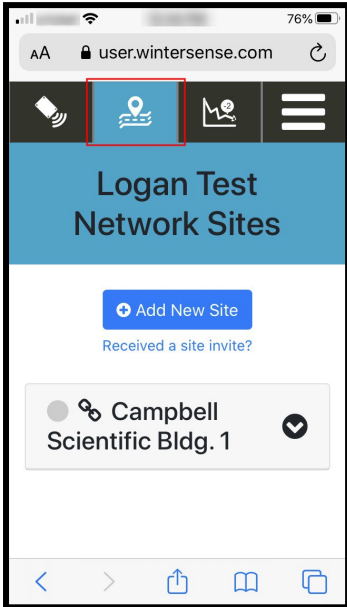 76%
AA user.wintersense.com
-2
Logan Test
Network Sites
Add New Site
Received a site invite?
Campbell
Scientific Bldg. 1